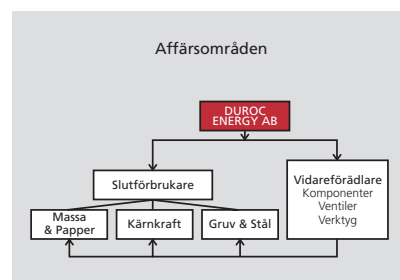 Affärsområden
DUROC
ENERGY AB
Slutförbrukare
Vidareförädlare
Komponenter
Ventiler
Verktyg
Massa
& Papper
Kärnkraft
Gruv & Stål